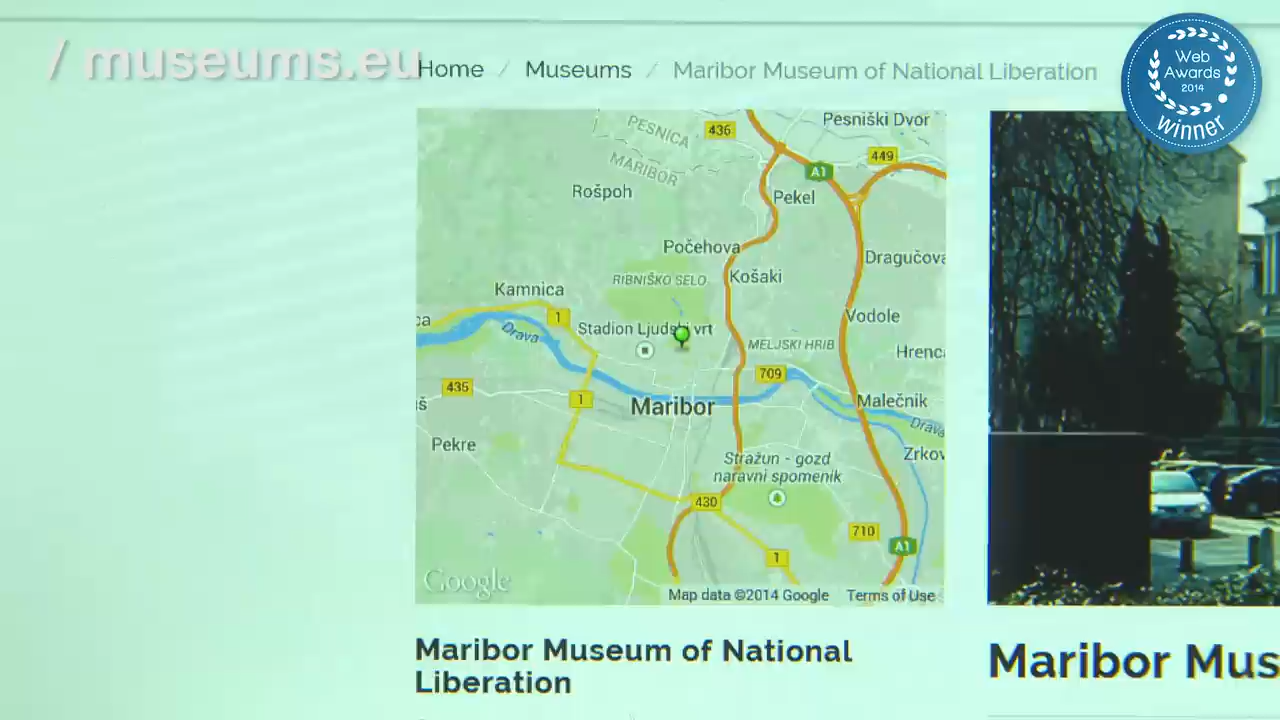 / museums.eu
Home / Museums / Maribor Museum of National Liberation
Web
Awards
2014
winner
PESNICA
MARIBOR
436
Pesniški Dvor
449
A1
Rošpoh
Pekel
Počehova
Dragučova
RIBNIŠKO SELO
Košaki
Kamnica
1
Vodole
Drava
Stadion Ljudski vrt
MELJSKI HRIB
Hrenca
709
435
1
Maribor
Malečnik
Drava
Pekre
Zrkov
Stražun - gozd
naravni spomenik
430
710
A1
1
Google
Map data ©2014 Google
Terms of Use
Maribor Museum of National
Liberation
Maribor Mus